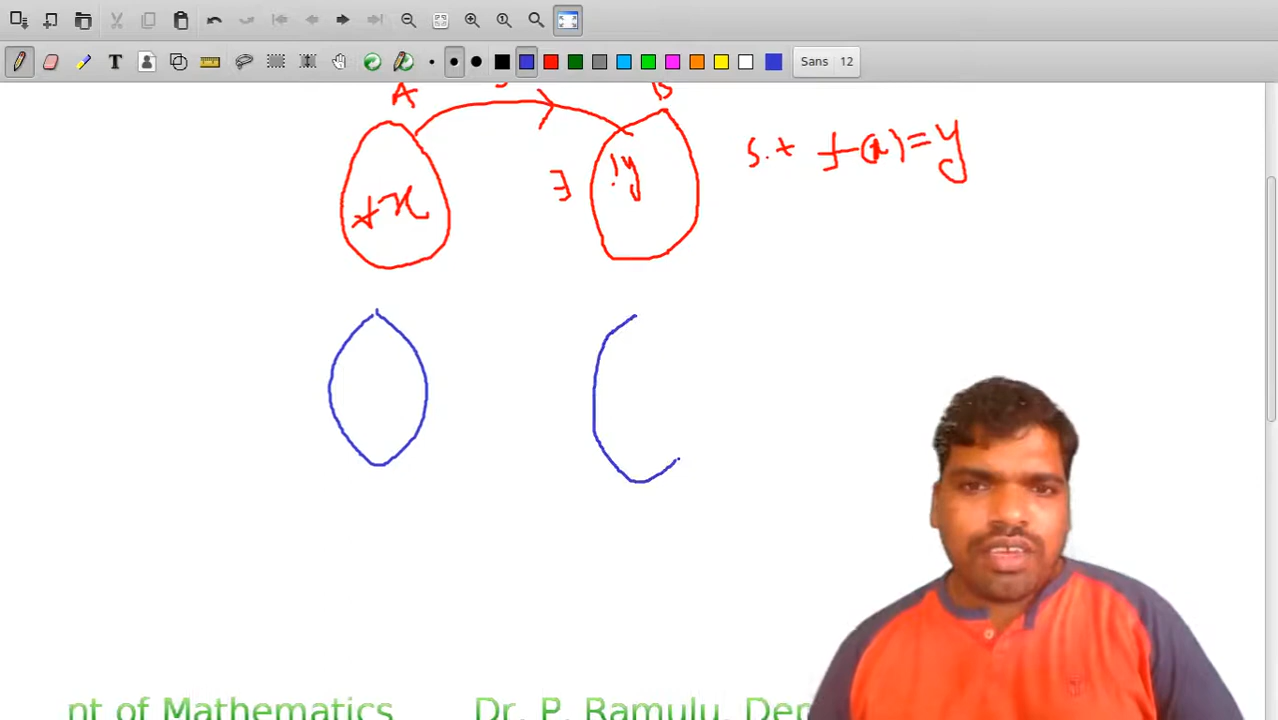 Sans 12
A B
∀x ∃ !y s.t f(x)=y
nt of Mathematics Dr. P. Ramulu, Dep